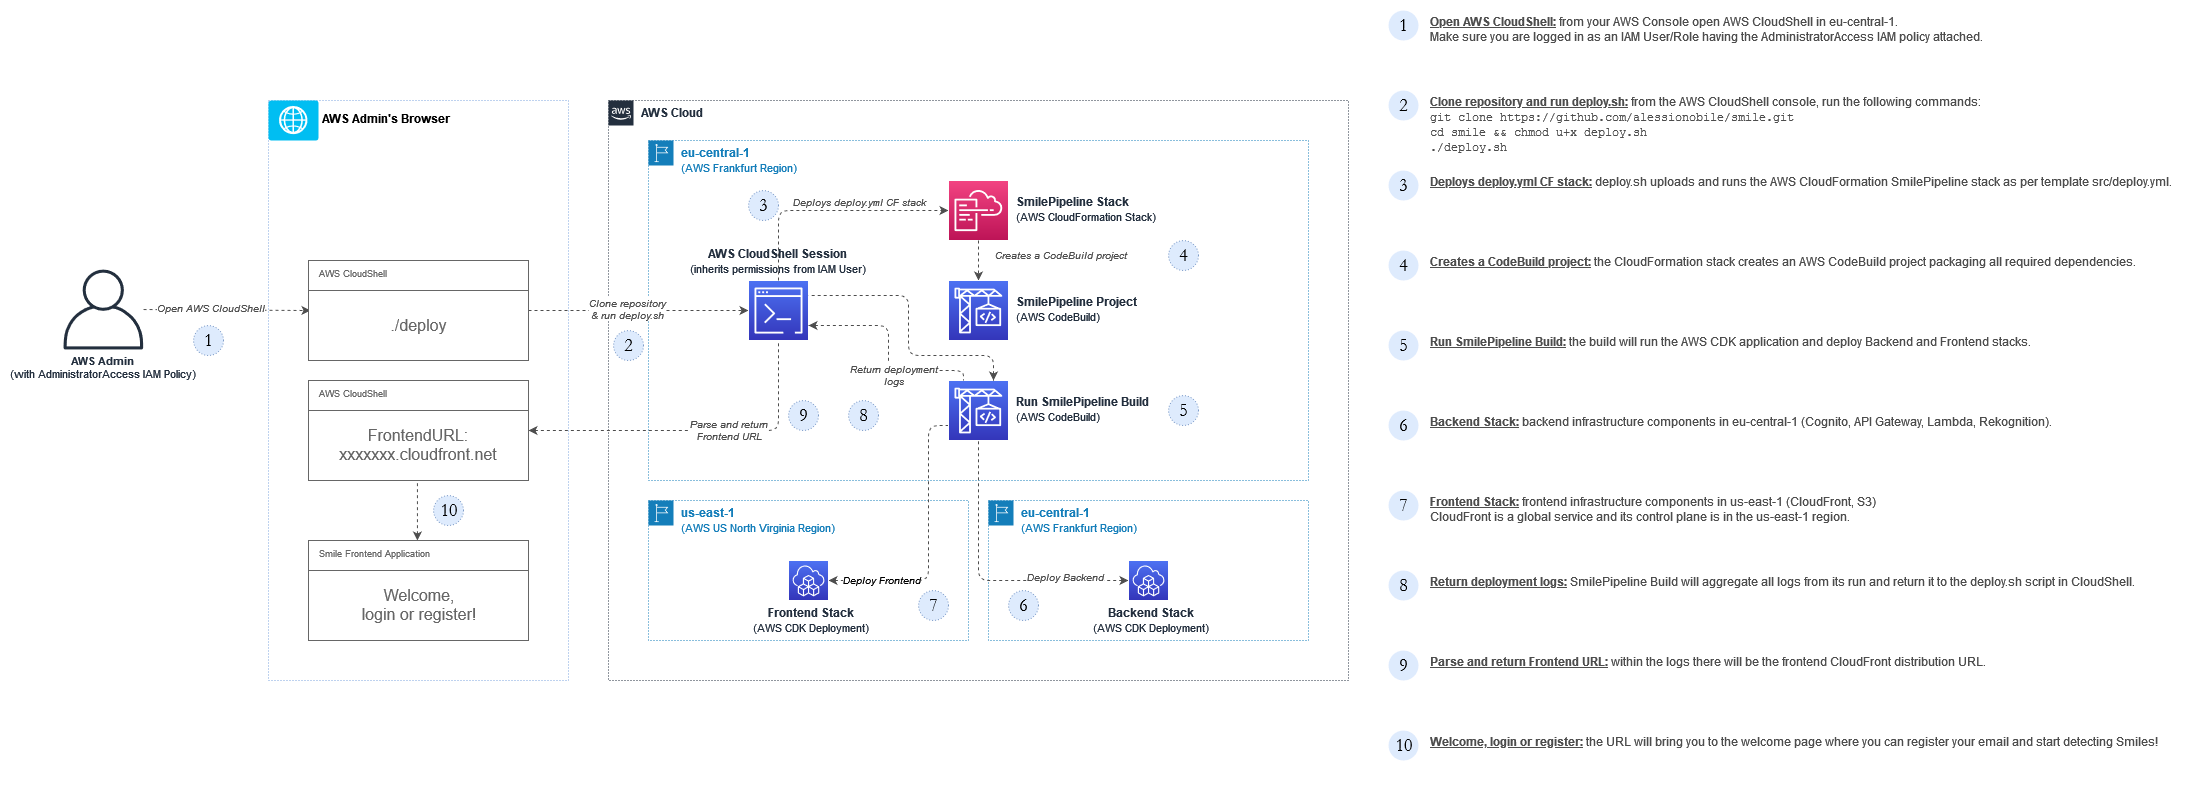 AWS Admin
(with AdministratorAccess IAM Policy)
Open AWS CloudShell
1
AWS Admin's Browser
AWS CloudShell
./deploy
AWS CloudShell
FrontendURL:
xxxxxxx.cloudfront.net
10
Smile Frontend Application
Welcome,
login or register!
aws
AWS Cloud
eu-central-1
(AWS Frankfurt Region)
3
Deploys deploy.yml CF stack
SmilePipeline Stack
(AWS CloudFormation Stack)
AWS CloudShell Session
(inherits permissions from IAM User)
Creates a CodeBuild project
4
Clone repository
& run deploy.sh
2
SmilePipeline Project
(AWS CodeBuild)
Return deployment
logs
Run SmilePipeline Build
(AWS CodeBuild)
5
9
8
Parse and return
Frontend URL
us-east-1
(AWS US North Virginia Region)
Deploy Frontend
Frontend Stack
(AWS CDK Deployment)
7
eu-central-1
(AWS Frankfurt Region)
Deploy Backend
6
Backend Stack
(AWS CDK Deployment)
1
Open AWS CloudShell: from your AWS Console open AWS CloudShell in eu-central-1.
Make sure you are logged in as an IAM User/Role having the AdministratorAccess IAM policy attached.
2
Clone repository and run deploy.sh: from the AWS CloudShell console, run the following commands:
git clone https://github.com/alessionobile/smile.git
cd smile && chmod u+x deploy.sh
./deploy.sh
3
Deploys deploy.yml CF stack: deploy.sh uploads and runs the AWS CloudFormation SmilePipeline stack as per template src/deploy.yml.
4
Creates a CodeBuild project: the CloudFormation stack creates an AWS CodeBuild project packaging all required dependencies.
5
Run SmilePipeline Build: the build will run the AWS CDK application and deploy Backend and Frontend stacks.
6
Backend Stack: backend infrastructure components in eu-central-1 (Cognito, API Gateway, Lambda, Rekognition).
7
Frontend Stack: frontend infrastructure components in us-east-1 (CloudFront, S3)
CloudFront is a global service and its control plane is in the us-east-1 region.
8
Return deployment logs: SmilePipeline Build will aggregate all logs from its run and return it to the deploy.sh script in CloudShell.
9
Parse and return Frontend URL: within the logs there will be the frontend CloudFront distribution URL.
10
Welcome, login or register: the URL will bring you to the welcome page where you can register your email and start detecting Smiles!